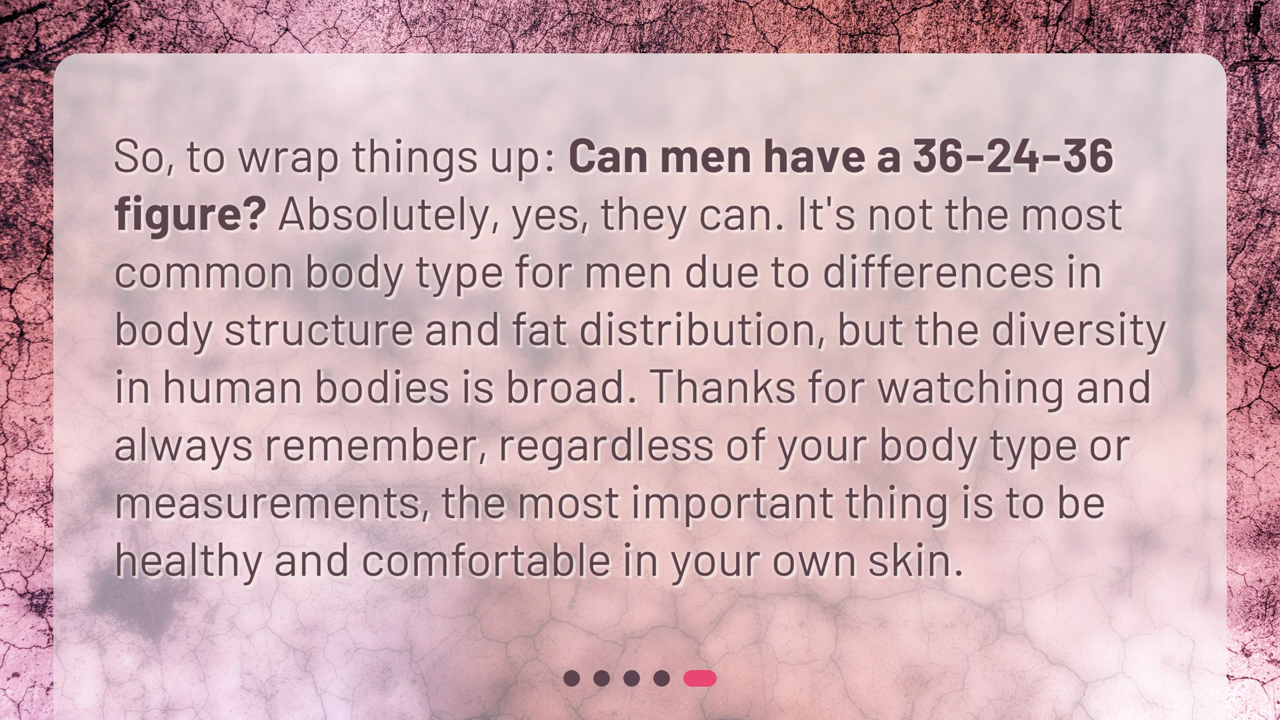 So, to wrap things up: Can men have a 36-24-36
figure? Absolutely, yes, they can. It's not the most
common body type for men due to differences in
body structure and fat distribution, but the diversity
in human bodies is broad. Thanks for watching and
always remember, regardless of your body type or
measurements, the most important thing is to be
healthy and comfortable in your own skin.